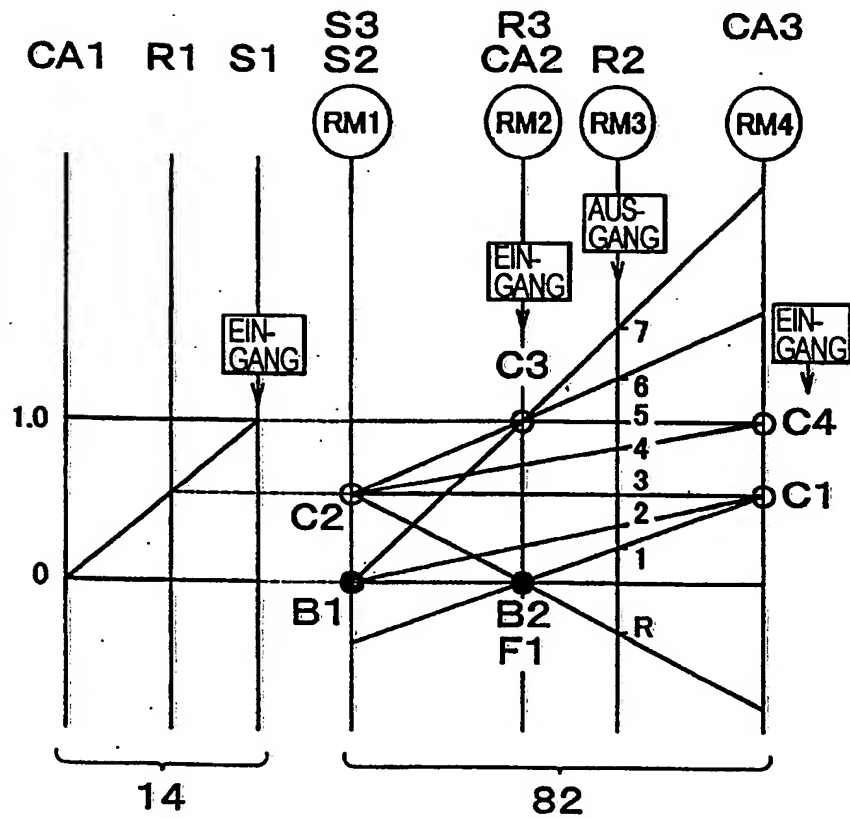 S3 R3 CA3
CA1 R1 S1 S2 CA2 R2
RM1 RM2 RM3 RM4
AUS-
GANG
EIN-
GANG
EIN-
GANG
EIN-
GANG
7
C3
6
1.0
5
C4
4
3
C1
C2
2
1
0
B1
B2
F1
R
14
82